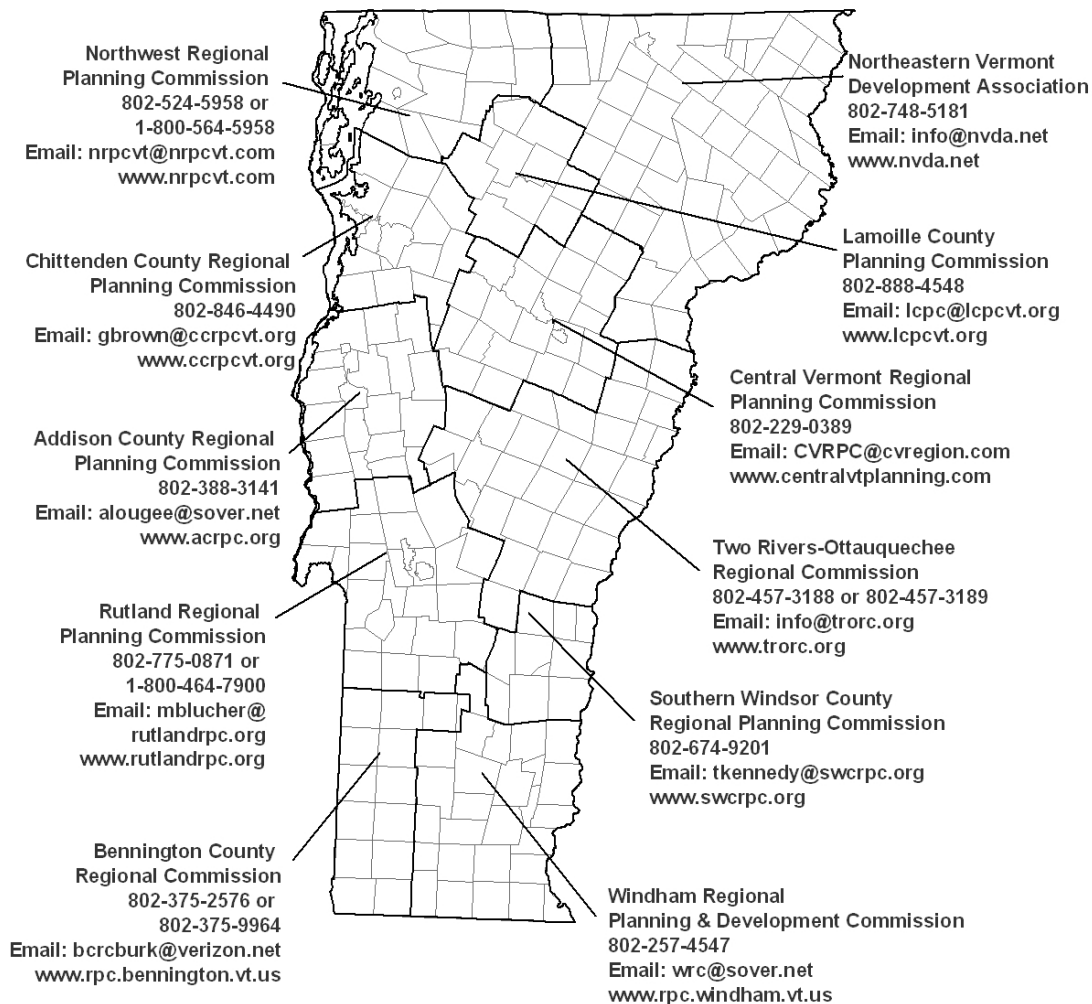 Northwest Regional
Planning Commission
802-524-5958 or
1-800-564-5958
Email: nrpcvt@nrpcvt.com
www.nrpcvt.com
Chittenden County Regional
Planning Commission
802-846-4490
Email: gbrown@ccrpcvt.org
www.ccrpcvt.org
Addison County Regional
Planning Commission
802-388-3141
Email: alougee@sover.net
www.acrpc.org
Rutland Regional
Planning Commission
802-775-0871 or
1-800-464-7900
Email: mblucher@
rutlandrpc.org
www.rutlandrpc.org
Bennington County
Regional Commission
802-375-2576 or
802-375-9964
Email: bcrcburk@verizon.net
www.rpc.bennington.vt.us
Northeastern Vermont
Development Association
802-748-5181
Email: info@nvda.net
www.nvda.net
Lamoille County
Planning Commission
802-888-4548
Email: lcpc@lcpcvt.org
www.lcpcvt.org
Central Vermont Regional
Planning Commission
802-229-0389
Email: CVRPC@cvregion.com
www.centralvtplanning.com
Two Rivers-Ottauquechee
Regional Commission
802-457-3188 or 802-457-3189
Email: info@trorc.org
www.trorc.org
Southern Windsor County
Regional Planning Commission
802-674-9201
Email: tkennedy@swcrpc.org
www.swcrpc.org
Windham Regional
Planning & Development Commission
802-257-4547
Email: wrc@sover.net
www.rpc.windham.vt.us